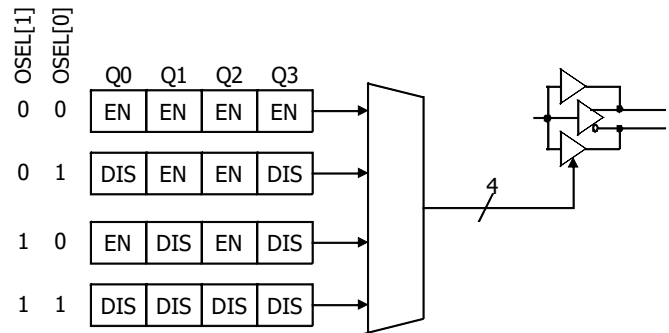 OSEL[1] OSEL[0]
Q0 Q1 Q2 Q3
0 0 EN EN EN EN
0 1 DIS EN EN DIS
4
1 0 EN DIS EN DIS
1 1 DIS DIS DIS DIS